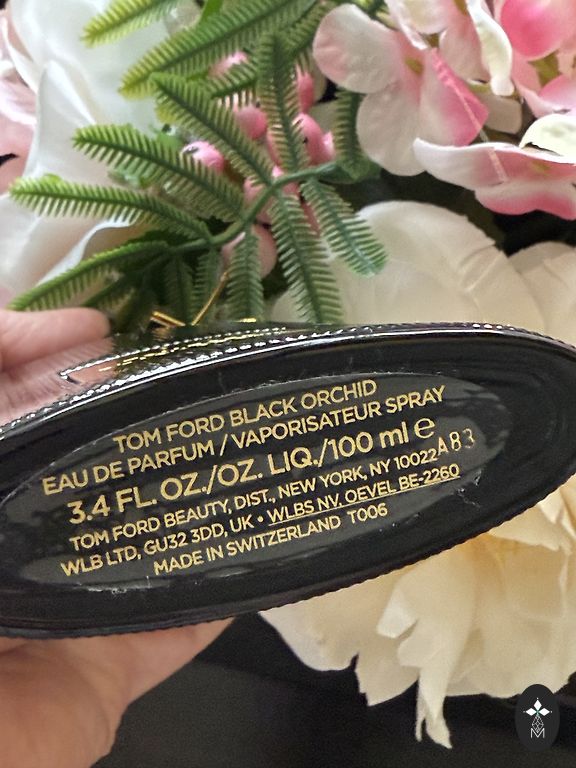 TOM FORD BLACK ORCHID
EAU DE PARFUM / VAPORISATEUR SPRAY
3.4 FL. OZ./OZ. LIQ./100 ml ℮
TOM FORD BEAUTY, DIST., NEW YORK, NY 10022 A83
WLB LTD, GU32 3DD, UK • WLBS NV. OEVEL BE-2260
MADE IN SWITZERLAND T006
M